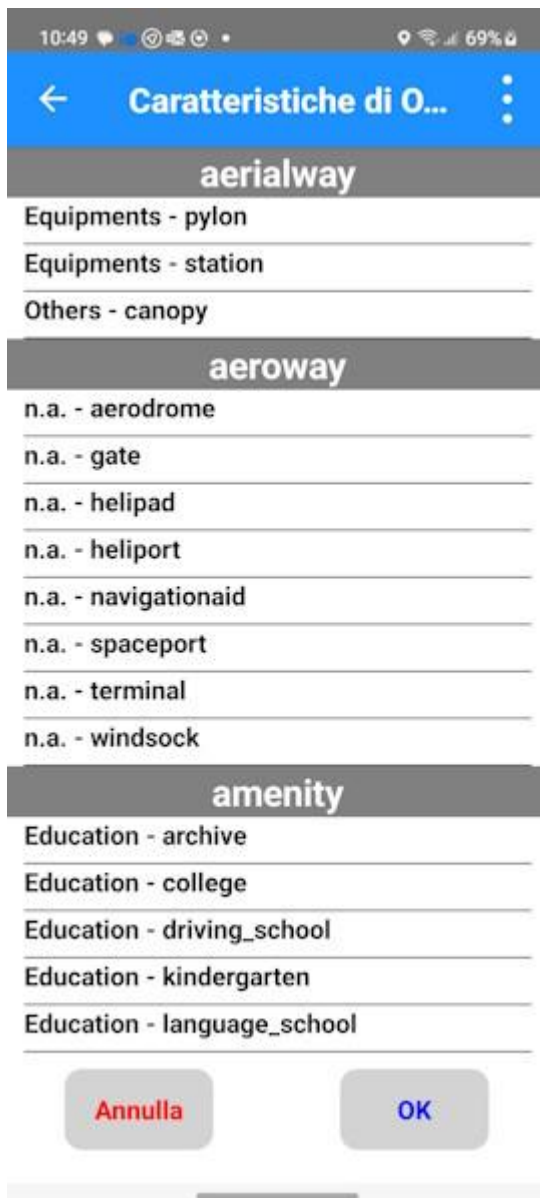 10:49 69%
Caratteristiche di O...
aerialway
Equipments - pylon
Equipments - station
Others - canopy
aeroway
n.a. - aerodrome
n.a. - gate
n.a. - helipad
n.a. - heliport
n.a. - navigationaid
n.a. - spaceport
n.a. - terminal
n.a. - windsock
amenity
Education - archive
Education - college
Education - driving_school
Education - kindergarten
Education - language_school
Annulla OK